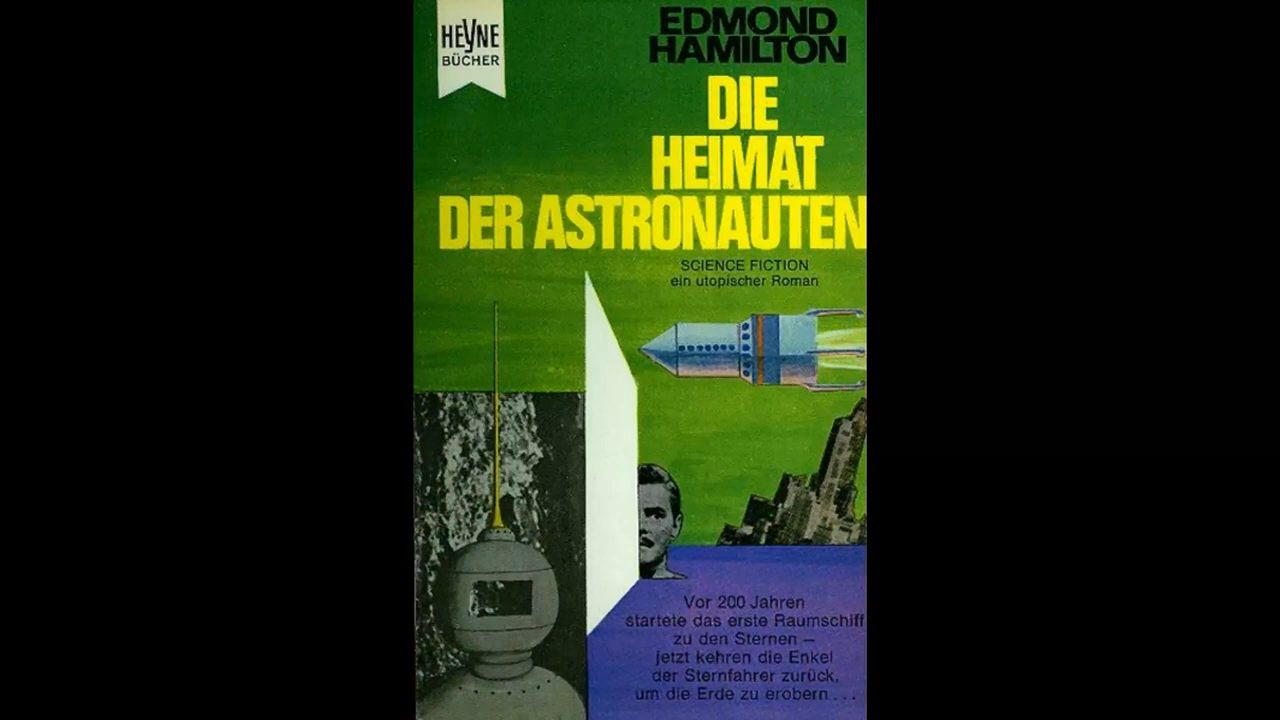 HEYNE
BÜCHER
EDMOND
HAMILTON
DIE
HEIMAT
DER ASTRONAUTEN
SCIENCE FICTION
ein utopischer Roman
Vor 200 Jahren
startete das erste Raumschiff
zu den Sternen –
jetzt kehren die Enkel
der Sternfahrer zurück,
um die Erde zu erobern . . .